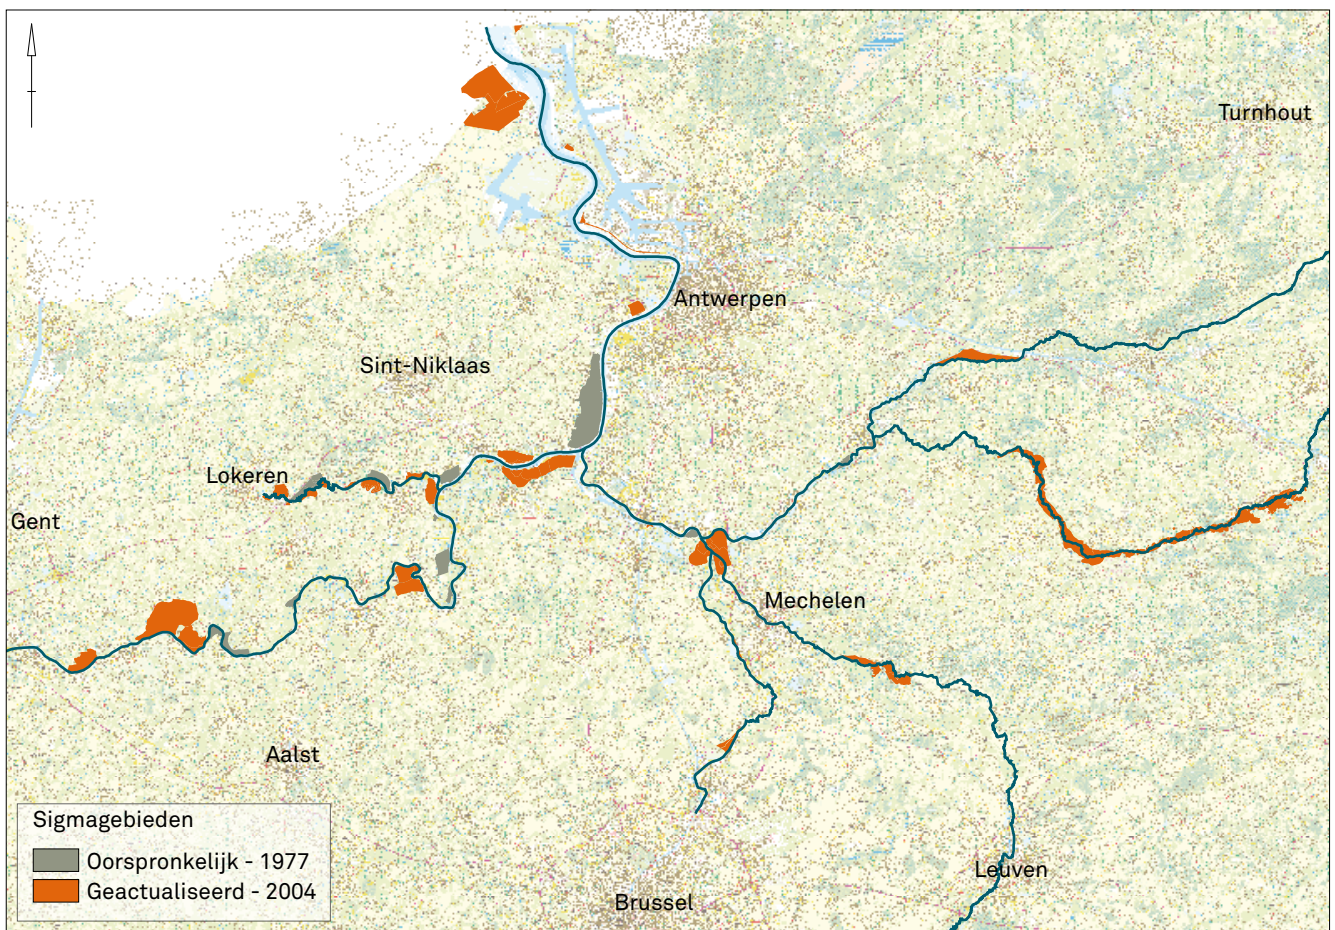 Turnhout
Antwerpen
Sint-Niklaas
Lokeren
Gent
Mechelen
Aalst
Sigmagebieden
Oorspronkelijk - 1977
Geactualiseerd - 2004
Leuven
Brussel